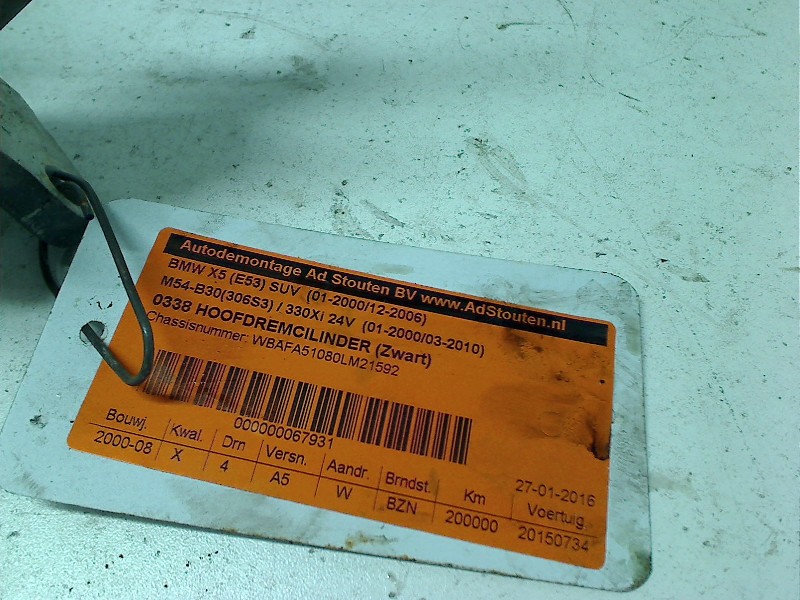 Autodemontage Ad Stouten BV www.AdStouten.nl
BMW X5 (E53) SUV (01-2000/12-2006)
M54-B30(306S3) / 330Xi 24V (01-2000/03-2010)
0338 HOOFDREMCILINDER (Zwart)
Chassisnummer: WBAFA51080LM21592
000000067931
27-01-2016
Bouwj. Kwal. Drn Versn. Aandr. Brndst. Km Voertuig.
2000-08 X 4 A5 W BZN 200000 20150734